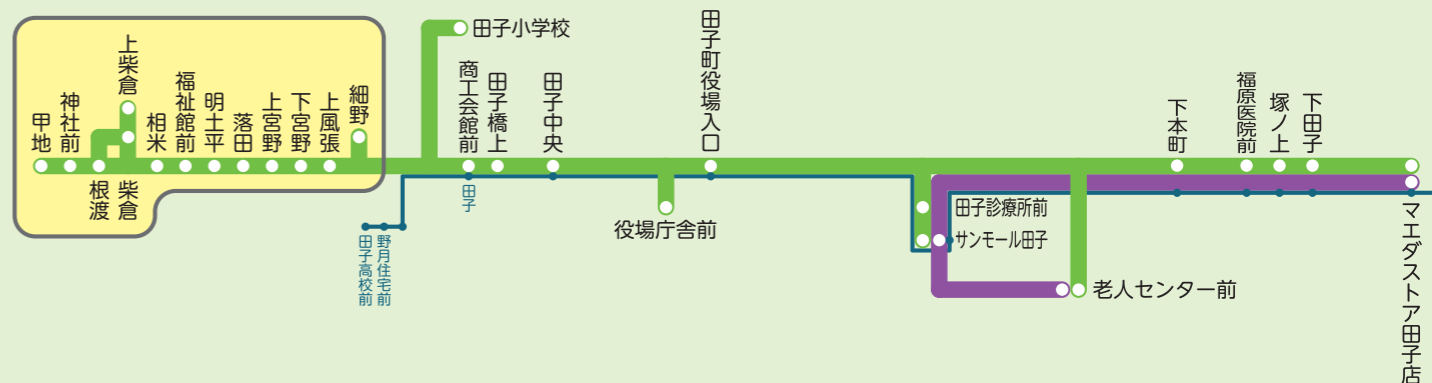 甲地
神社前
根渡
上柴倉
柴倉
相米
福祉館前
明土平
落田
上宮野
下宮野
上風張
細野
田子小学校
商工会館前
田子
田子橋上
田子中央
役場庁舎前
田子町役場入口
田子高校前
野月住宅前
田子診療所前
サンモール田子
老人センター前
下本町
福原医院前
塚ノ上
下田子
マエダストア田子店